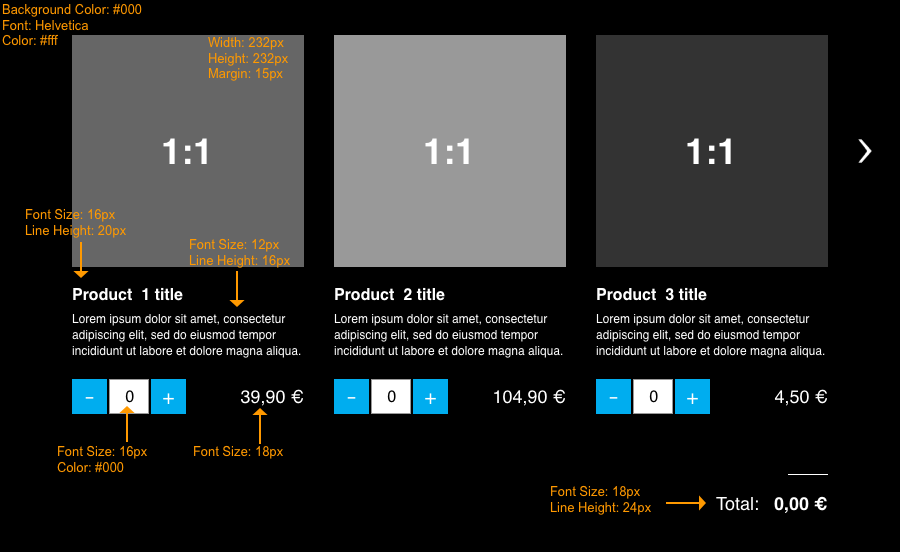 Background Color: #000
Font: Helvetica
Color: #fff
Width: 232px
Height: 232px
Margin: 15px
1:1
1:1
1:1
Font Size: 16px
Line Height: 20px
Font Size: 12px
Line Height: 16px
Product 1 title
Lorem ipsum dolor sit amet, consectetur
adipiscing elit, sed do eiusmod tempor
incididunt ut labore et dolore magna aliqua.
- 0 + 39,90 €
Product 2 title
Lorem ipsum dolor sit amet, consectetur
adipiscing elit, sed do eiusmod tempor
incididunt ut labore et dolore magna aliqua.
- 0 + 104,90 €
Product 3 title
Lorem ipsum dolor sit amet, consectetur
adipiscing elit, sed do eiusmod tempor
incididunt ut labore et dolore magna aliqua.
- 0 + 4,50 €
Font Size: 16px
Color: #000
Font Size: 18px
Font Size: 18px
Line Height: 24px
Total: 0,00 €